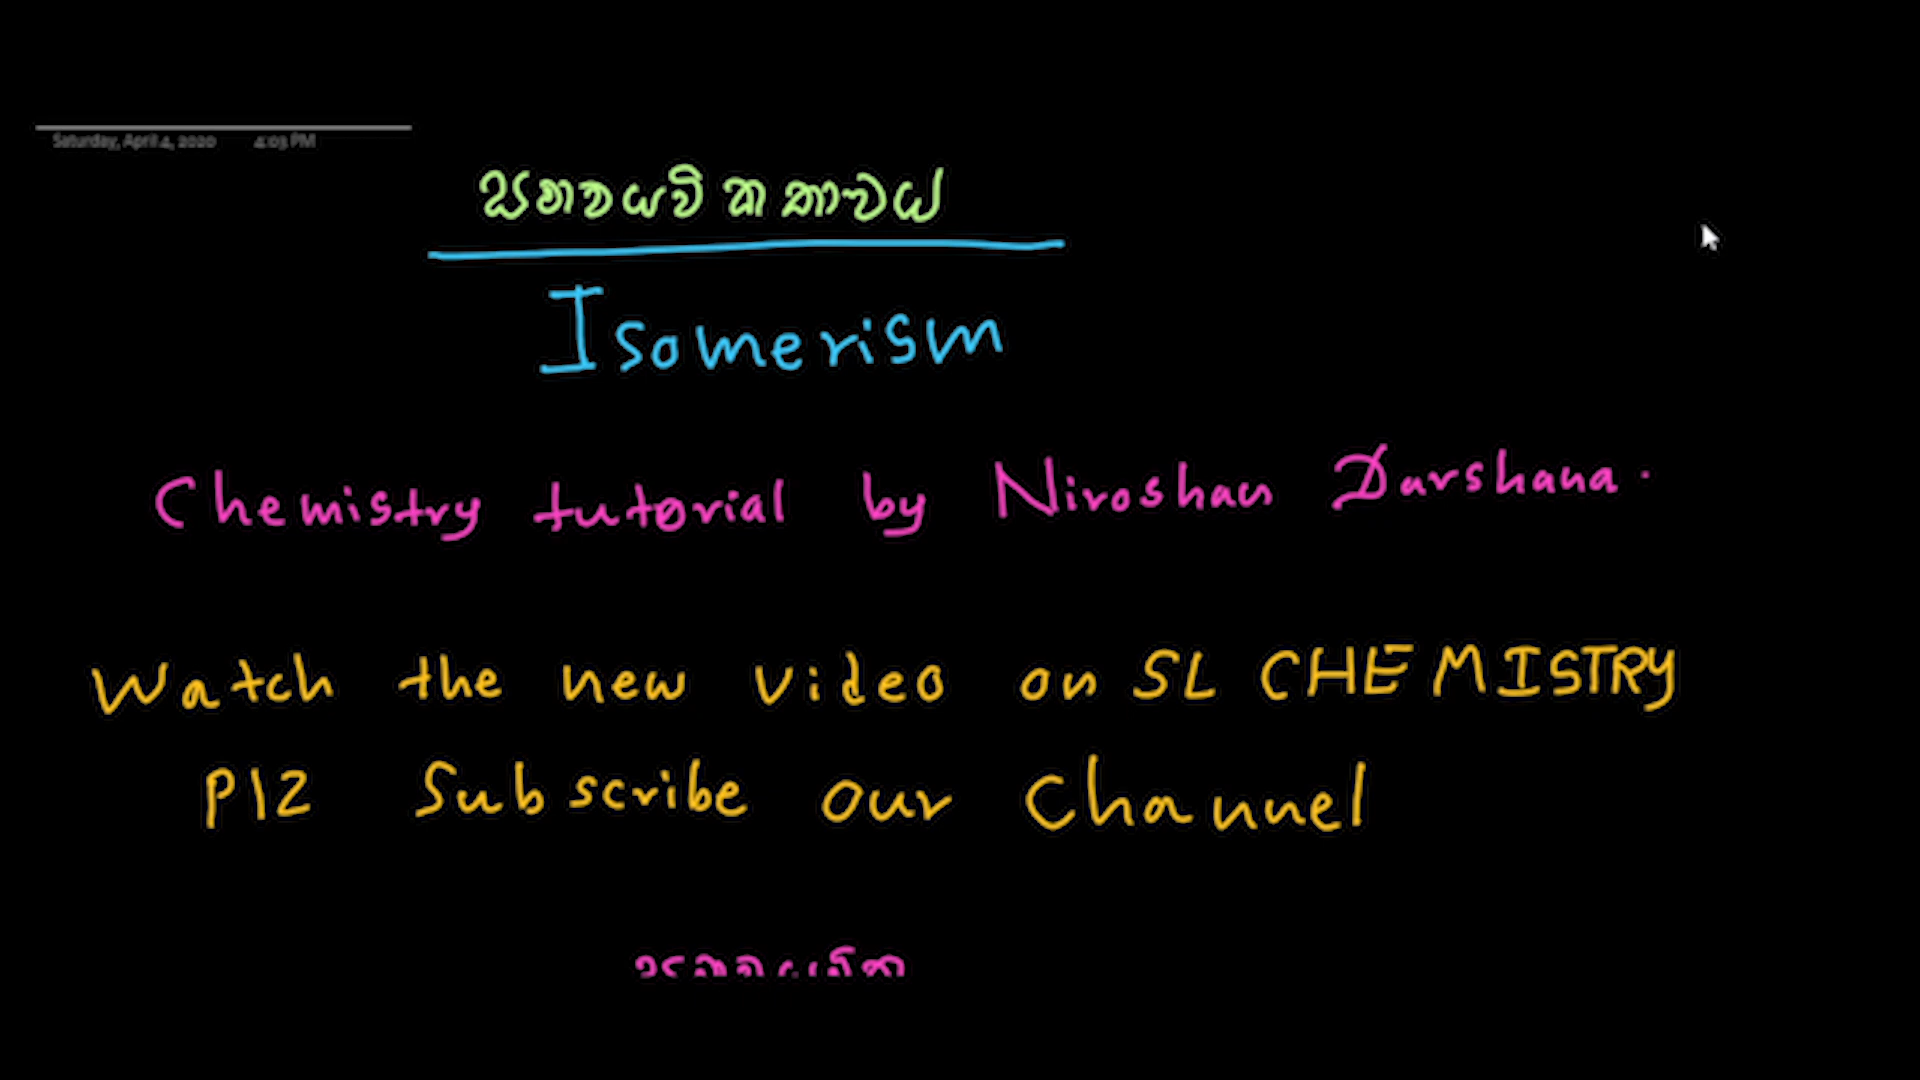 Saturday, April 4, 2020 4:03 PM
සමාවයවිකතාවය
Isomerism
Chemistry tutorial by Niroshan Darshana.
Watch the new video on SL CHEMISTRY
Plz Subscribe Our Channel